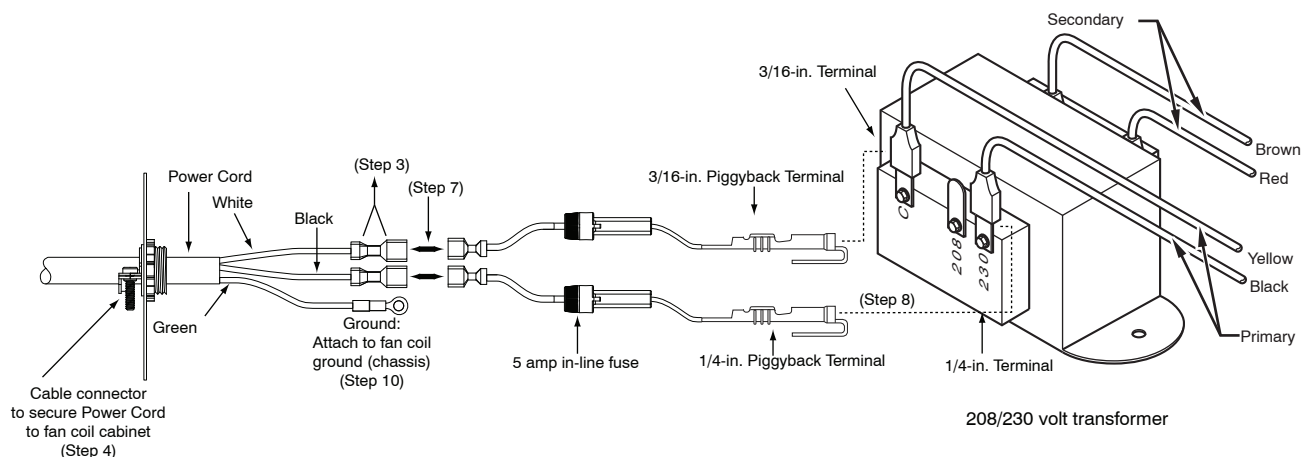 Secondary
3/16-in. Terminal
Brown
Red
(Step 3)
Power Cord
(Step 7)
3/16-in. Piggyback Terminal
White
Black
C
208
230
Yellow
Black
Green
(Step 8)
Primary
Ground:
Attach to fan coil
ground (chassis)
(Step 10)
5 amp in-line fuse
1/4-in. Piggyback Terminal
1/4-in. Terminal
Cable connector
to secure Power Cord
to fan coil cabinet
(Step 4)
208/230 volt transformer